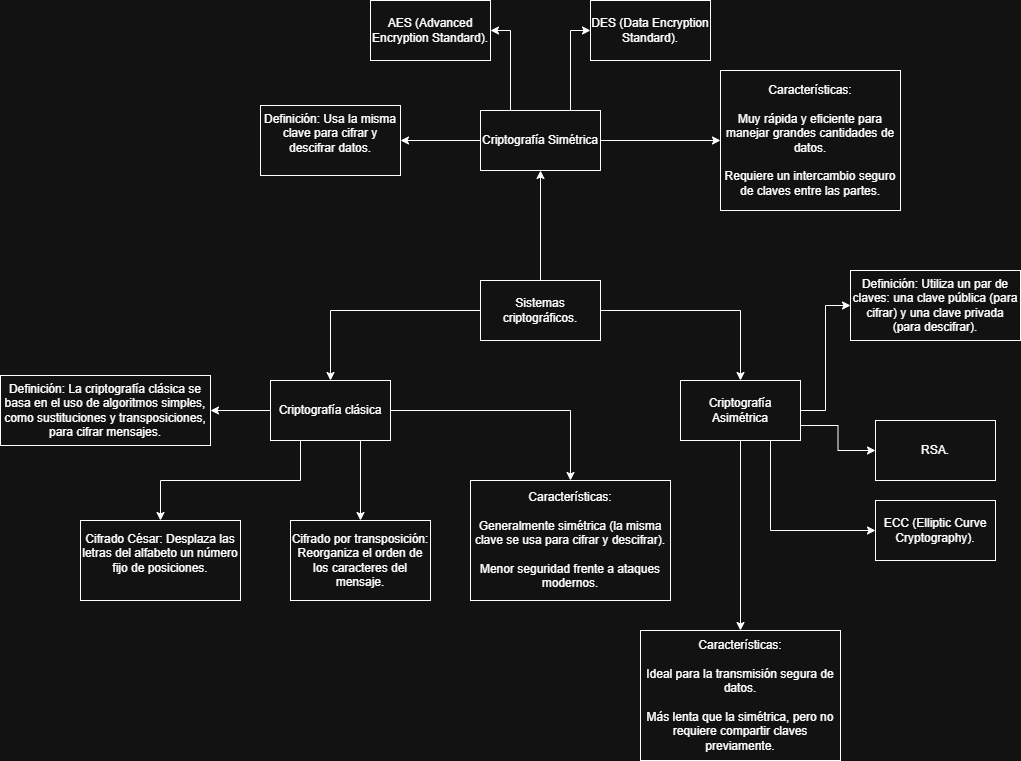 AES (Advanced
Encryption Standard).
DES (Data Encryption
Standard).
Definición: Usa la misma
clave para cifrar y
descifrar datos.
Criptografía Simétrica
Características:
Muy rápida y eficiente para
manejar grandes cantidades de
datos.
Requiere un intercambio seguro
de claves entre las partes.
Sistemas
criptográficos.
Definición: Utiliza un par de
claves: una clave pública (para
cifrar) y una clave privada
(para descifrar).
Definición: La criptografía clásica se
basa en el uso de algoritmos simples,
como sustituciones y transposiciones,
para cifrar mensajes.
Criptografía clásica
Criptografía
Asimétrica
RSA.
ECC (Elliptic Curve
Cryptography).
Cifrado César: Desplaza las
letras del alfabeto un número
fijo de posiciones.
Cifrado por transposición:
Reorganiza el orden de
los caracteres del
mensaje.
Características:
Generalmente simétrica (la misma
clave se usa para cifrar y descifrar).
Menor seguridad frente a ataques
modernos.
Características:
Ideal para la transmisión segura de
datos.
Más lenta que la simétrica, pero no
requiere compartir claves
previamente.